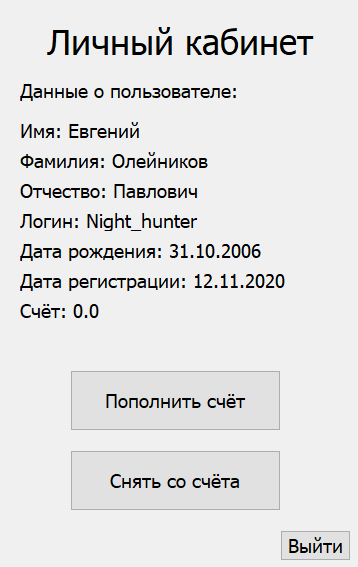 Личный кабинет
Данные о пользователе:
Имя: Евгений
Фамилия: Олейников
Отчество: Павлович
Логин: Night_hunter
Дата рождения: 31.10.2006
Дата регистрации: 12.11.2020
Счёт: 0.0
Пополнить счёт
Снять со счёта
Выйти